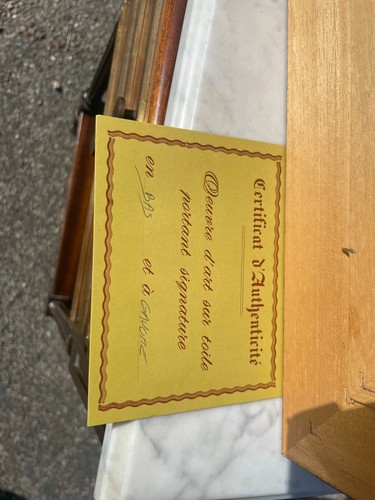 Certificat d'Authenticité
Oeuvre d'art sur toile
portant signature
en BAS et à GAUCHE